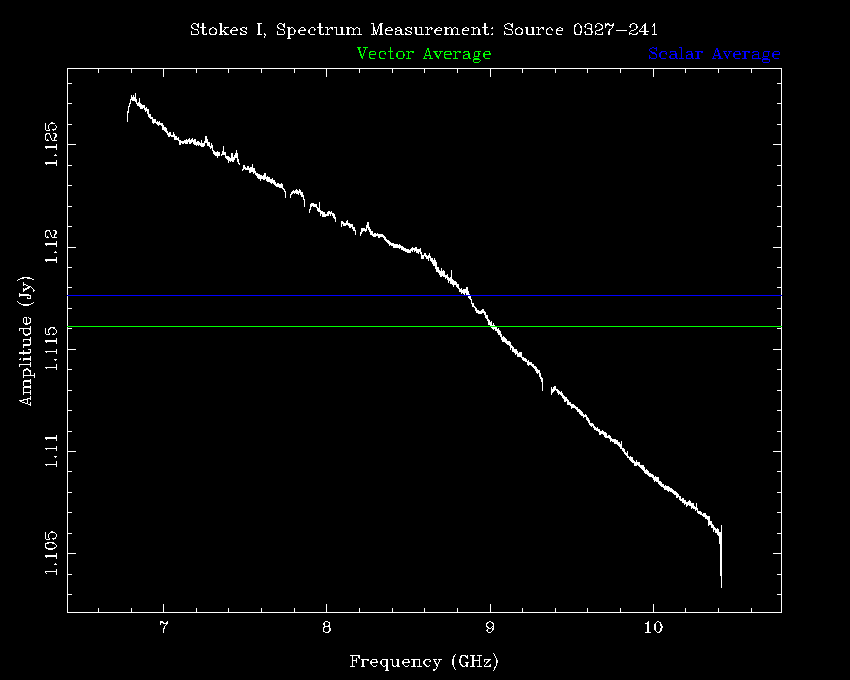 Stokes I, Spectrum Measurement: Source 0327-241
Vector Average Scalar Average
1.125
1.12
1.115
1.11
1.105
Amplitude (Jy)
7 8 9 10
Frequency (GHz)